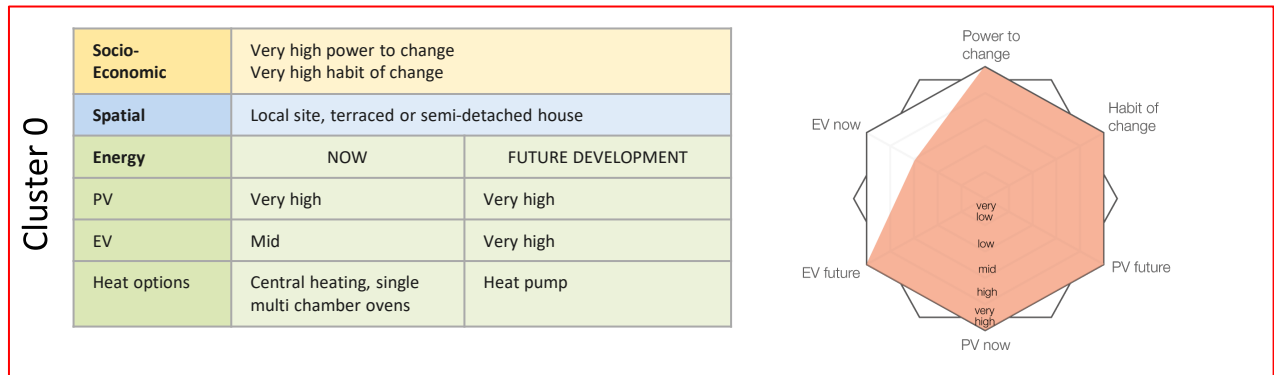 Cluster 0
Socio-
Economic
Very high power to change
Very high habit of change
Spatial
Local site, terraced or semi-detached house
Energy
NOW
FUTURE DEVELOPMENT
PV
Very high
Very high
EV
Mid
Very high
Heat options
Central heating, single
multi chamber ovens
Heat pump
Power to
change
Habit of
change
EV now
very
low
low
mid
high
very
high
EV future
PV future
PV now